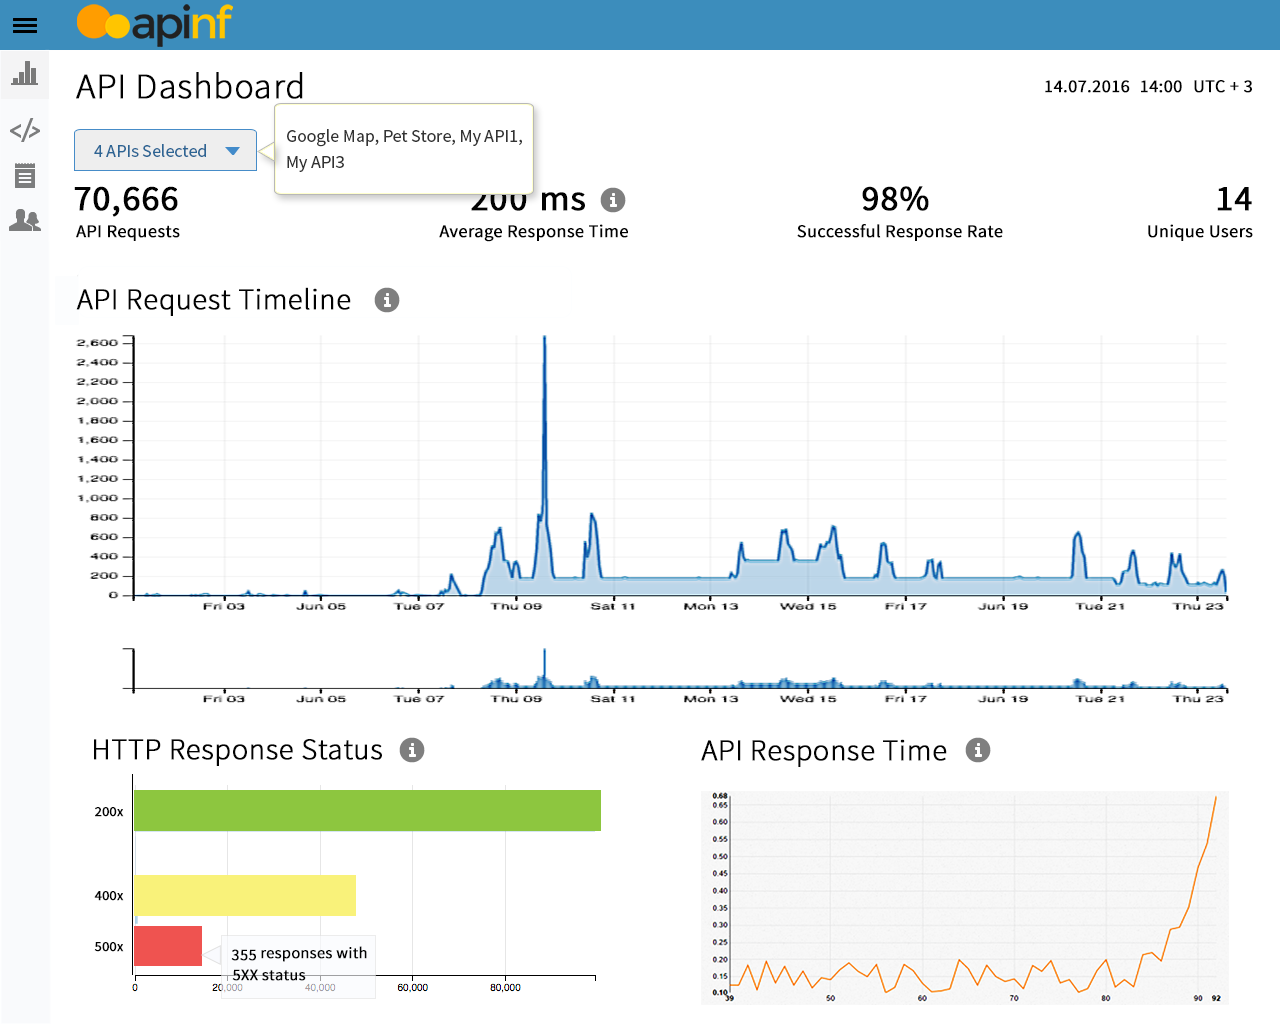 apinf
API Dashboard
14.07.2016 14:00 UTC + 3
4 APIs Selected
Google Map, Pet Store, My API1,
My API3
70,666
200 ms
98%
14
API Requests
Average Response Time
Successful Response Rate
Unique Users
API Request Timeline
2,600
2,400
2,200
2,000
1,800
1,600
1,400
1,200
1,000
800
600
400
200
0
Fri 03 Jun 05 Tue 07 Thu 09 Sat 11 Mon 13 Wed 15 Fri 17 Jun 19 Tue 21 Thu 23
Fri 03 Jun 05 Tue 07 Thu 09 Sat 11 Mon 13 Wed 15 Fri 17 Jun 19 Tue 21 Thu 23
HTTP Response Status
200x
400x
500x
355 responses with
5XX status
0 20,000 40,000 60,000 80,000
API Response Time
0.68
0.65
0.60
0.55
0.50
0.45
0.40
0.35
0.30
0.25
0.20
0.15
0.10
39 50 60 70 80 90 92